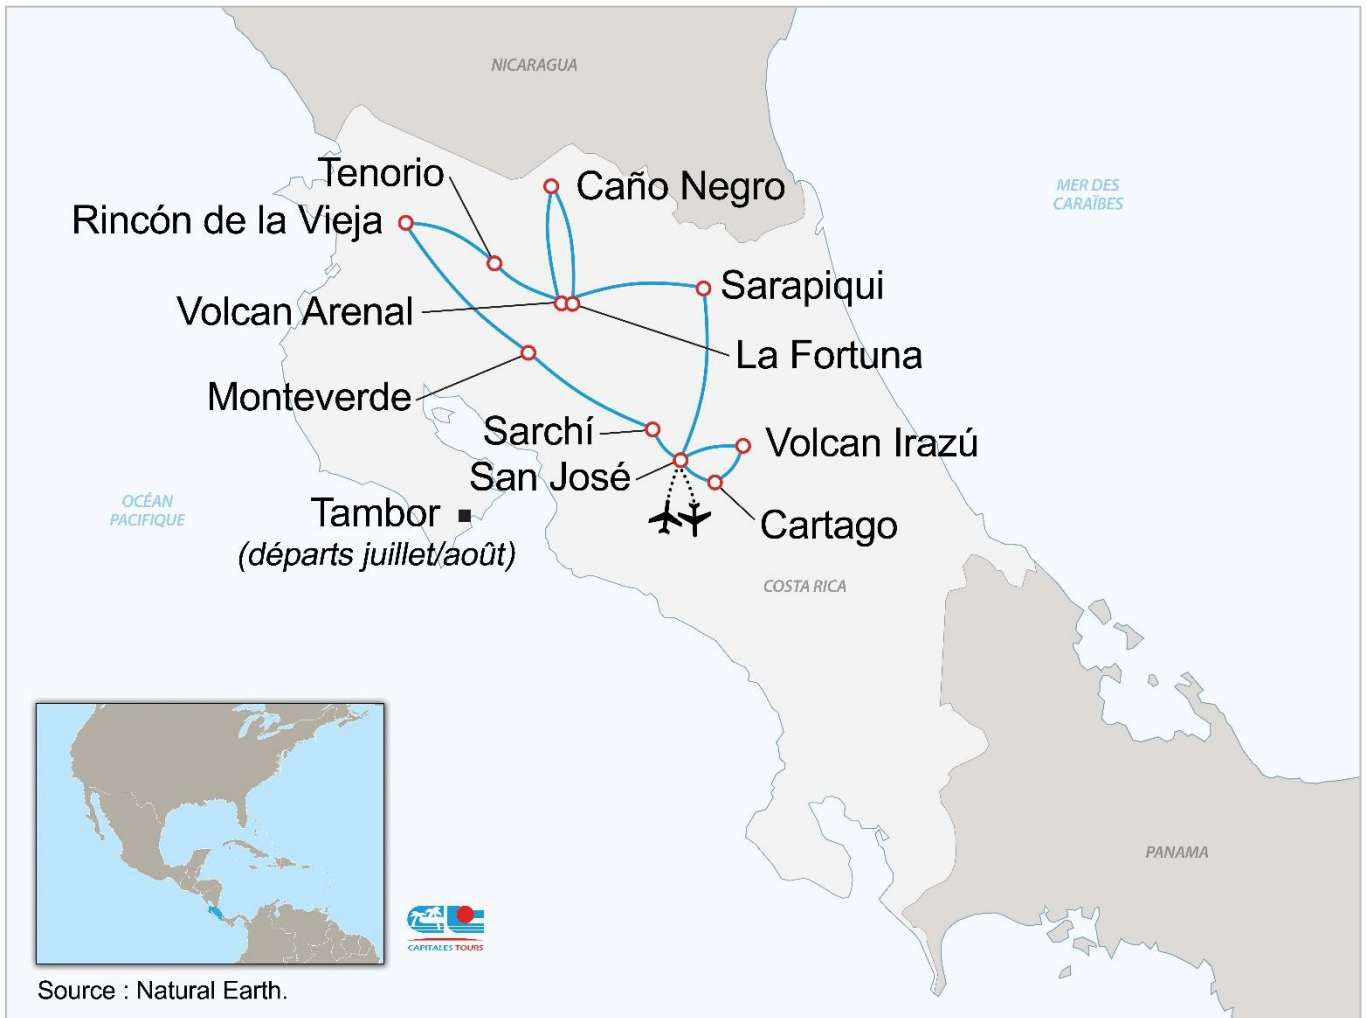 NICARAGUA
Tenorio
Caño Negro
MER DES
CARAÏBES
Rincón de la Vieja
Sarapiqui
Volcan Arenal
La Fortuna
Monteverde
Sarchí
Volcan Irazú
San José
OCÉAN
PACIFIQUE
Tambor
(départs juillet/août)
Cartago
COSTA RICA
PANAMA
CAPITALES TOURS
Source : Natural Earth.